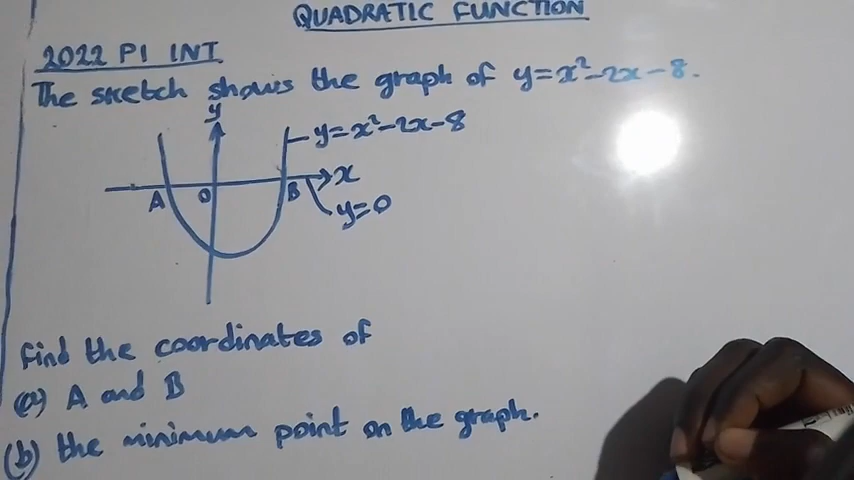 QUADRATIC FUNCTION
2022 P1 INT
The sketch shows the graph of y=x²-2x-8.
y
y=x²-2x-8
x
A O B
y=0
Find the coordinates of
(a) A and B
(b) the minimum point on the graph.